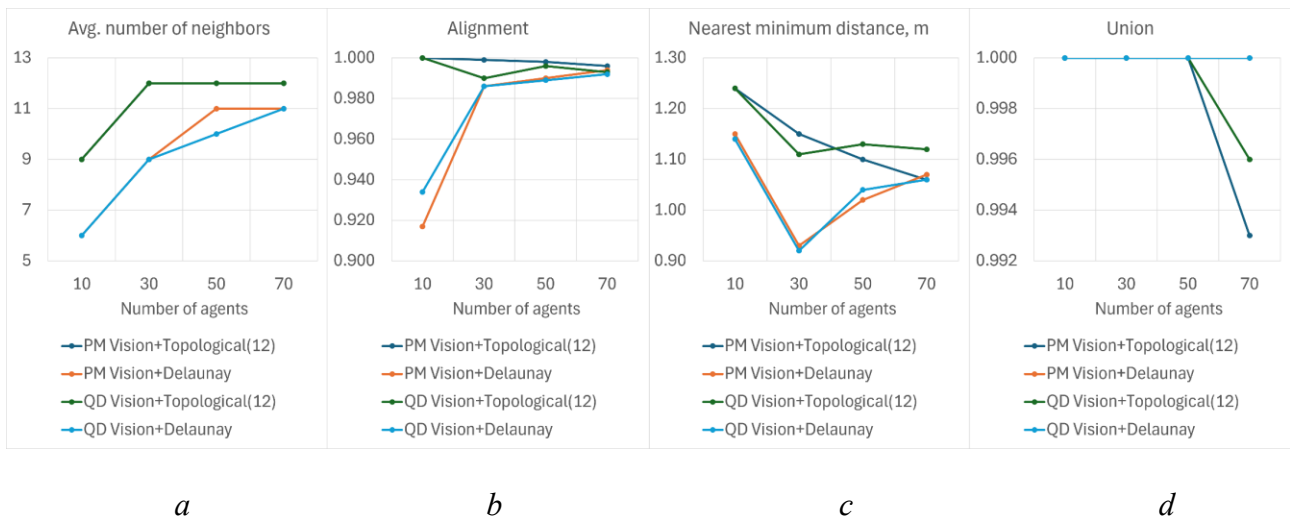 Avg. number of neighbors
13
11
9
7
5
10 30 50 70
Number of agents
PM Vision+Topological(12)
PM Vision+Delaunay
QD Vision+Topological(12)
QD Vision+Delaunay
a
Alignment
1.000
0.980
0.960
0.940
0.920
0.900
10 30 50 70
Number of agents
PM Vision+Topological(12)
PM Vision+Delaunay
QD Vision+Topological(12)
QD Vision+Delaunay
b
Nearest minimum distance, m
1.30
1.20
1.10
1.00
0.90
10 30 50 70
Number of agents
PM Vision+Topological(12)
PM Vision+Delaunay
QD Vision+Topological(12)
QD Vision+Delaunay
c
Union
1.000
0.998
0.996
0.994
0.992
10 30 50 70
Number of agents
PM Vision+Topological(12)
PM Vision+Delaunay
QD Vision+Topological(12)
QD Vision+Delaunay
d